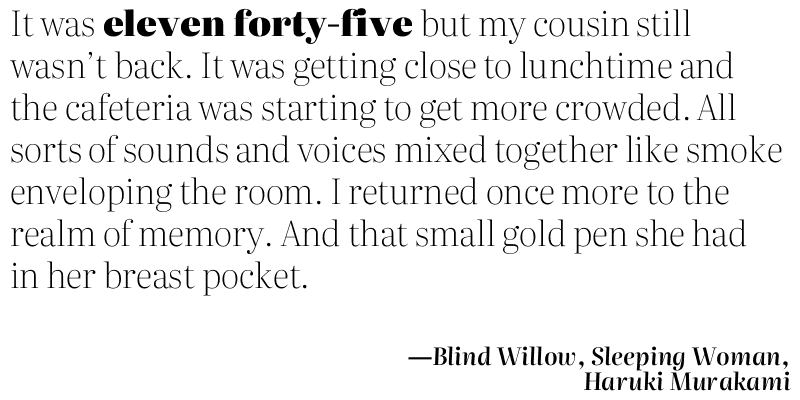 It was eleven forty-five but my cousin still
wasn’t back. It was getting close to lunchtime and
the cafeteria was starting to get more crowded. All
sorts of sounds and voices mixed together like smoke
enveloping the room. I returned once more to the
realm of memory. And that small gold pen she had
in her breast pocket.
—Blind Willow, Sleeping Woman,
Haruki Murakami